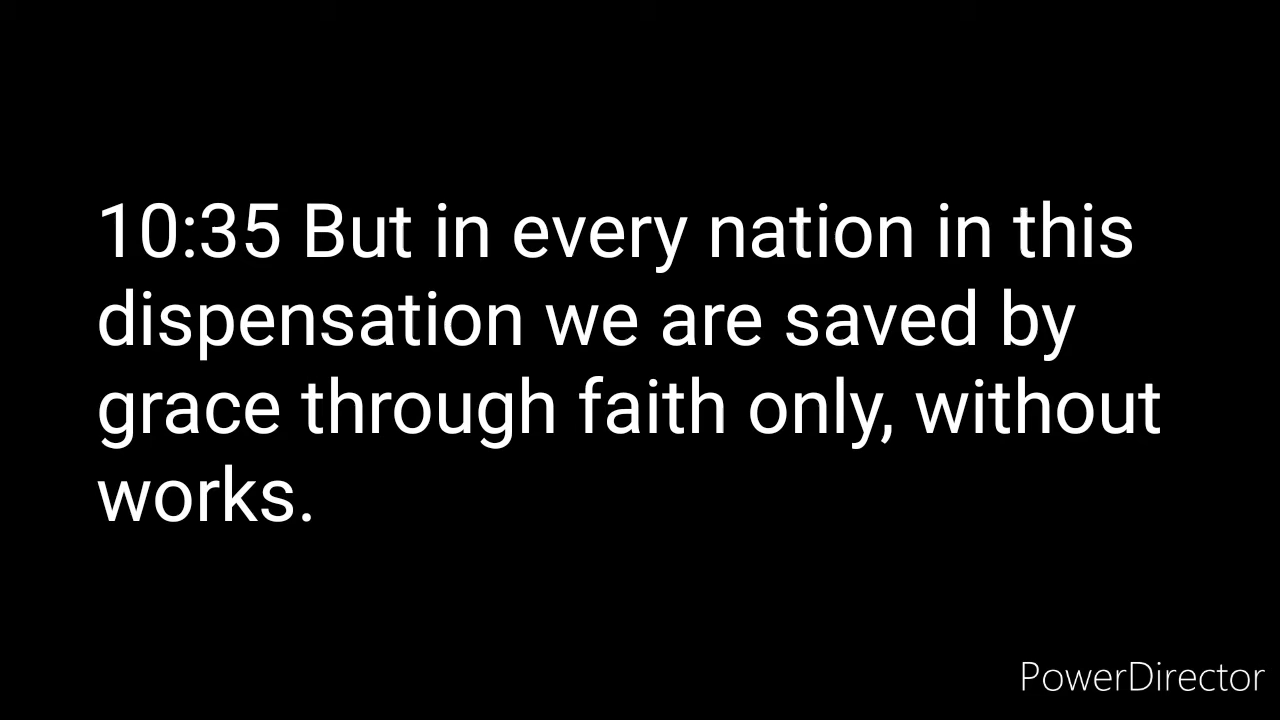 10:35 But in every nation in this
dispensation we are saved by
grace through faith only, without
works.
PowerDirector